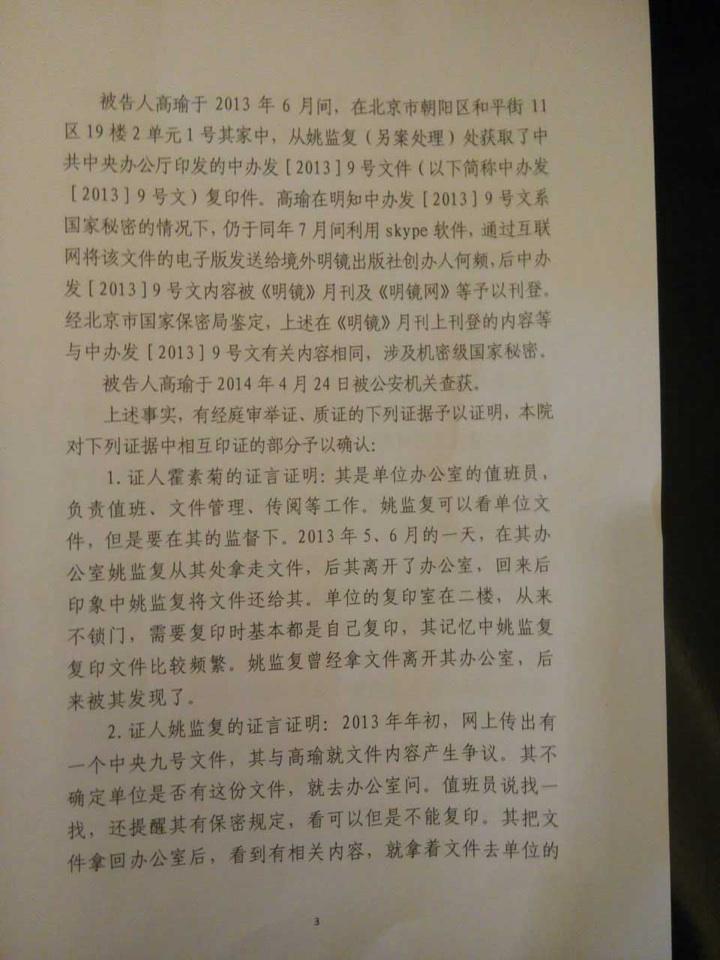 被告人高瑜于 2013 年 6 月间，在北京市朝阳区和平街 11
区 19 楼 2 单元 1 号其家中，从姚监复（另案处理）处获取了中
共中央办公厅印发的中办发［2013］9 号文件（以下简称中办发
［2013］9 号文）复印件。高瑜在明知中办发［2013］9 号文系
国家秘密的情况下，仍于同年 7 月间利用 skype 软件，通过互联
网将该文件的电子版发送给境外明镜出版社创办人何频，后中办
发［2013］9 号文内容被《明镜》月刊及《明镜网》等予以刊登。
经北京市国家保密局鉴定，上述在《明镜》月刊上刊登的内容等
与中办发［2013］9 号文有关内容相同，涉及机密级国家秘密。
被告人高瑜于 2014 年 4 月 24 日被公安机关查获。
上述事实，有经庭审举证、质证的下列证据予以证明，本院
对下列证据中相互印证的部分予以确认：
1. 证人霍素菊的证言证明：其是单位办公室的值班员，
负责值班、文件管理、传阅等工作。姚监复可以看单位文
件，但是要在其的监督下。2013 年 5、6 月的一天，在其办
公室姚监复从其处拿走文件，后其离开了办公室，回来后
印象中姚监复将文件还给其。单位的复印室在二楼，从来
不锁门，需要复印时基本都是自己复印，其记忆中姚监复
复印文件比较频繁。姚监复曾经拿文件离开其办公室，后
来被其发现了。
2. 证人姚监复的证言证明：2013 年年初，网上传出有
一个中央九号文件，其与高瑜就文件内容产生争议。其不
确定单位是否有这份文件，就去办公室问。值班员说找一
找，还提醒其有保密规定，看可以但是不能复印。其把文
件拿回办公室后，看到有相关内容，就拿着文件去单位的
3